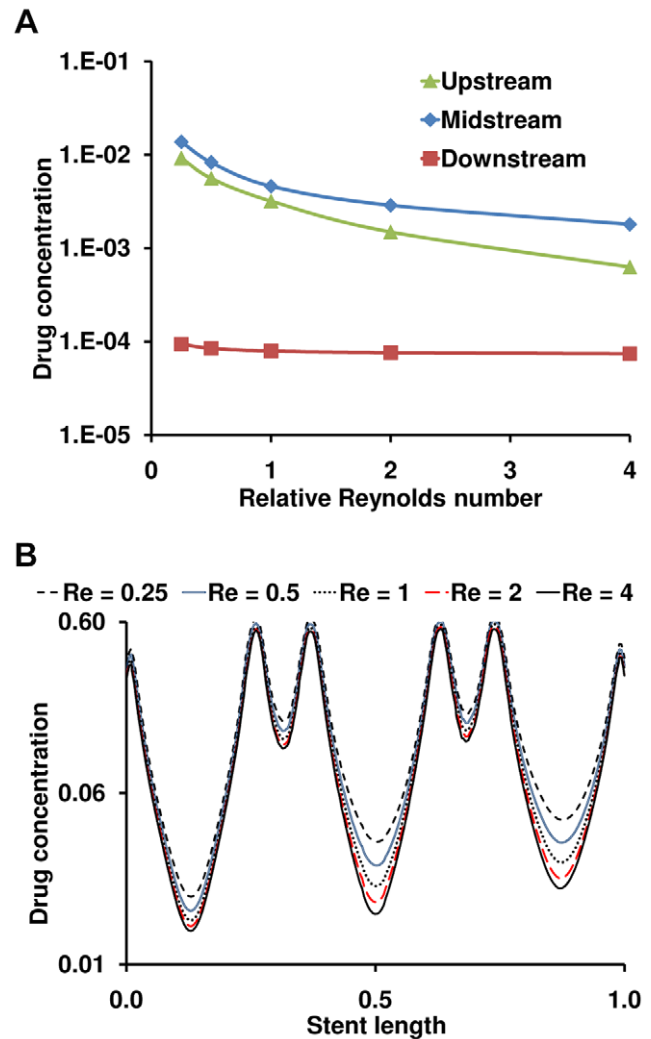 A
Drug concentration
1.E-01
1.E-02
1.E-03
1.E-04
1.E-05
Upstream
Midstream
Downstream
0 1 2 3 4
Relative Reynolds number
B
Re = 0.25 Re = 0.5 Re = 1 Re = 2 Re = 4
Drug concentration
0.60
0.06
0.01
0.0 0.5 1.0
Stent length